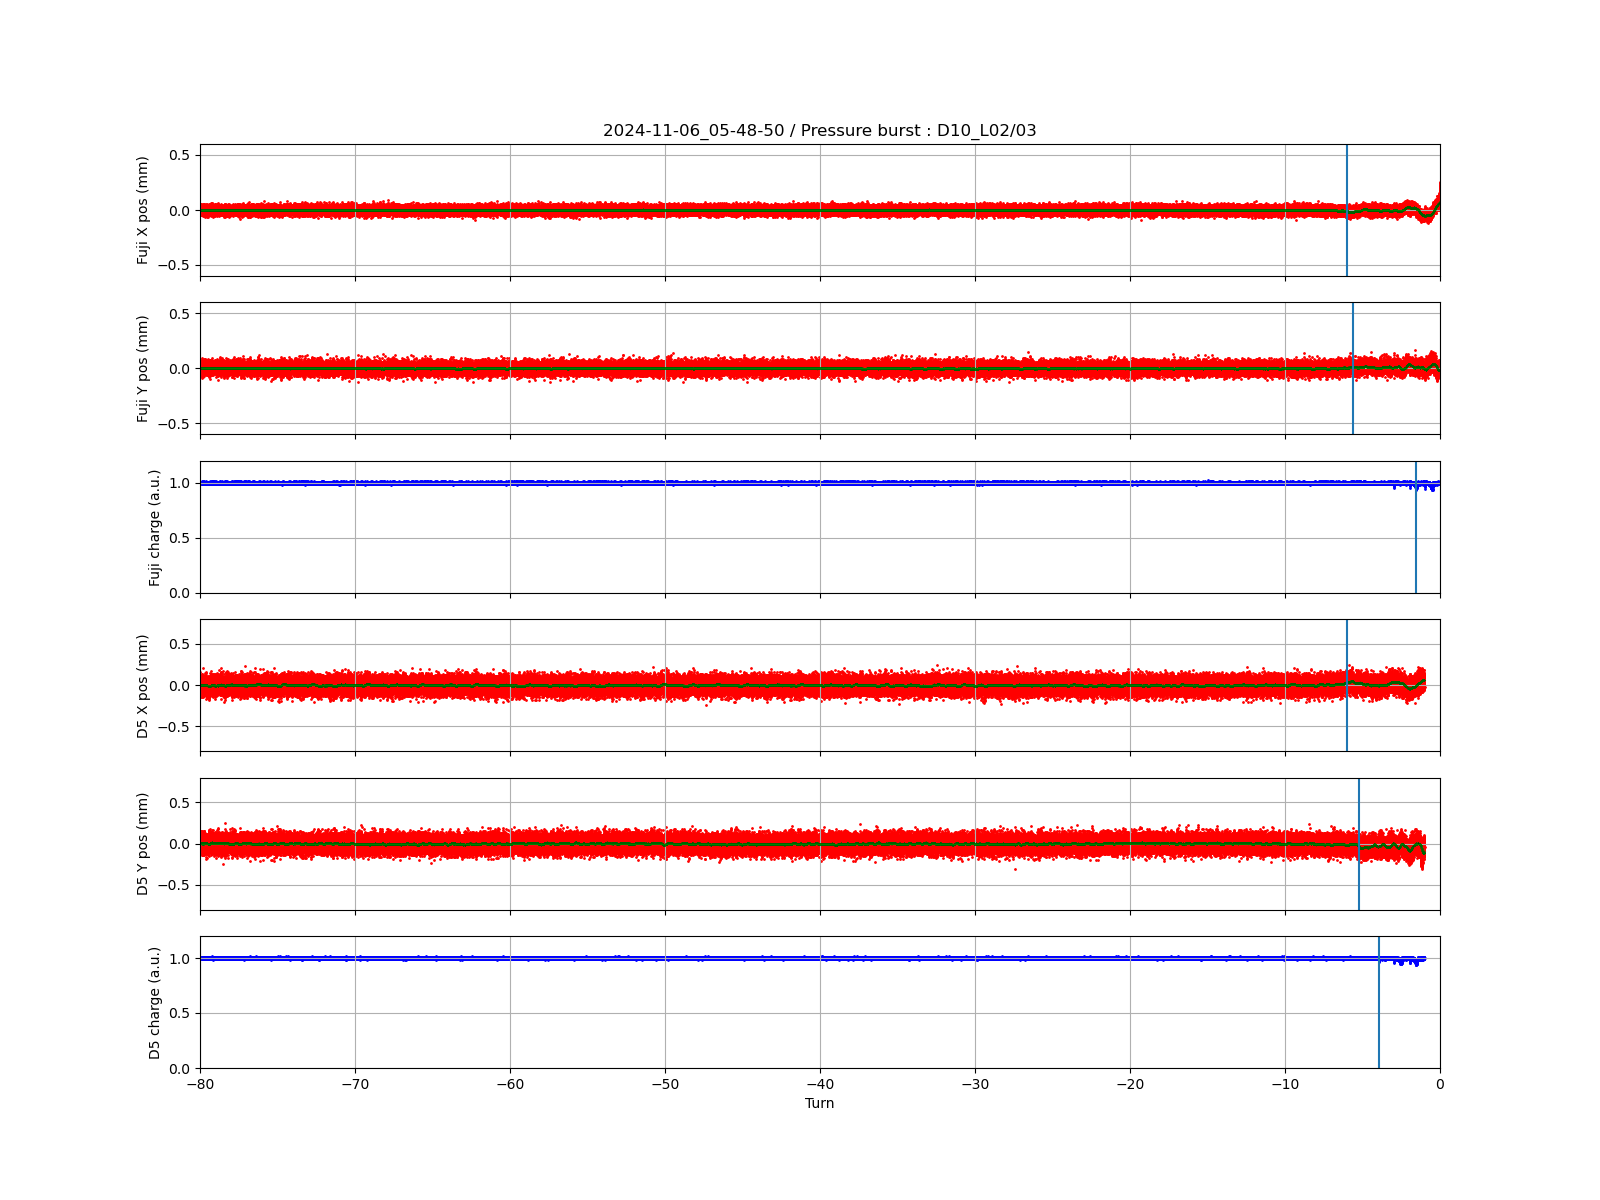 2024-11-06_05-48-50 / Pressure burst : D10_L02/03
Fuji X pos (mm)
0.5
0.0
−0.5
Fuji Y pos (mm)
0.5
0.0
−0.5
Fuji charge (a.u.)
1.0
0.5
0.0
D5 X pos (mm)
0.5
0.0
−0.5
D5 Y pos (mm)
0.5
0.0
−0.5
D5 charge (a.u.)
1.0
0.5
0.0
−80 −70 −60 −50 −40 −30 −20 −10 0
Turn